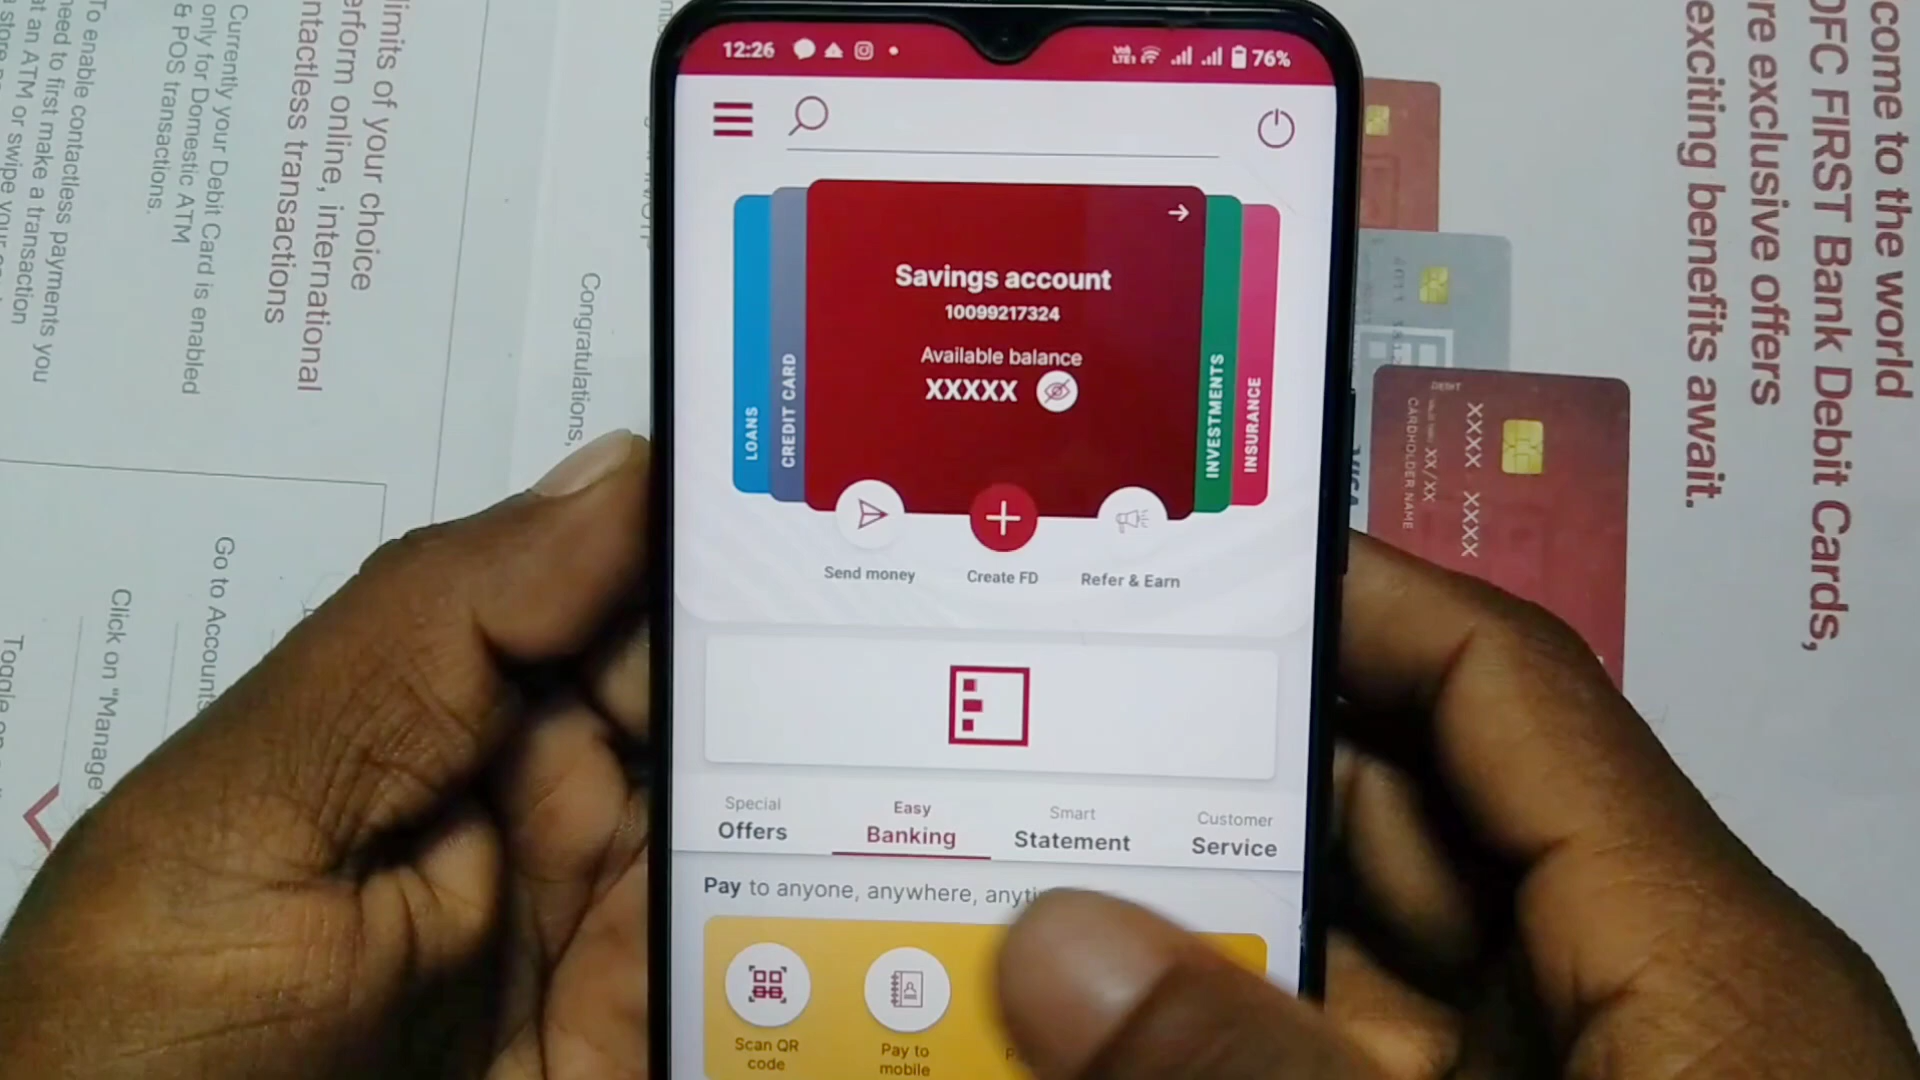 12:26
76%
Savings account
10099217324
Available balance
XXXXX
LOANS
CREDIT CARD
INVESTMENTS
INSURANCE
Send money
Create FD
Refer & Earn
Special
Offers
Easy
Banking
Smart
Statement
Customer
Service
Pay to anyone, anywhere,
Scan QR
code
Pay to
mobile
limits of your choice
erform online, international
ntactless transactions
Currently your Debit Card is enabled
only for Domestic ATM
& POS transactions.
To enable contactless payments you
need to first make a transaction
at an ATM or swipe your
Congratulations,
Go to Accounts
Click on "Manage
Toggle on
come to the world
DFC FIRST Bank Debit Cards,
re exclusive offers
exciting benefits await.
DEBIT
XXXX XXXX
XX/XX
CARDHOLDER NAME
VISA